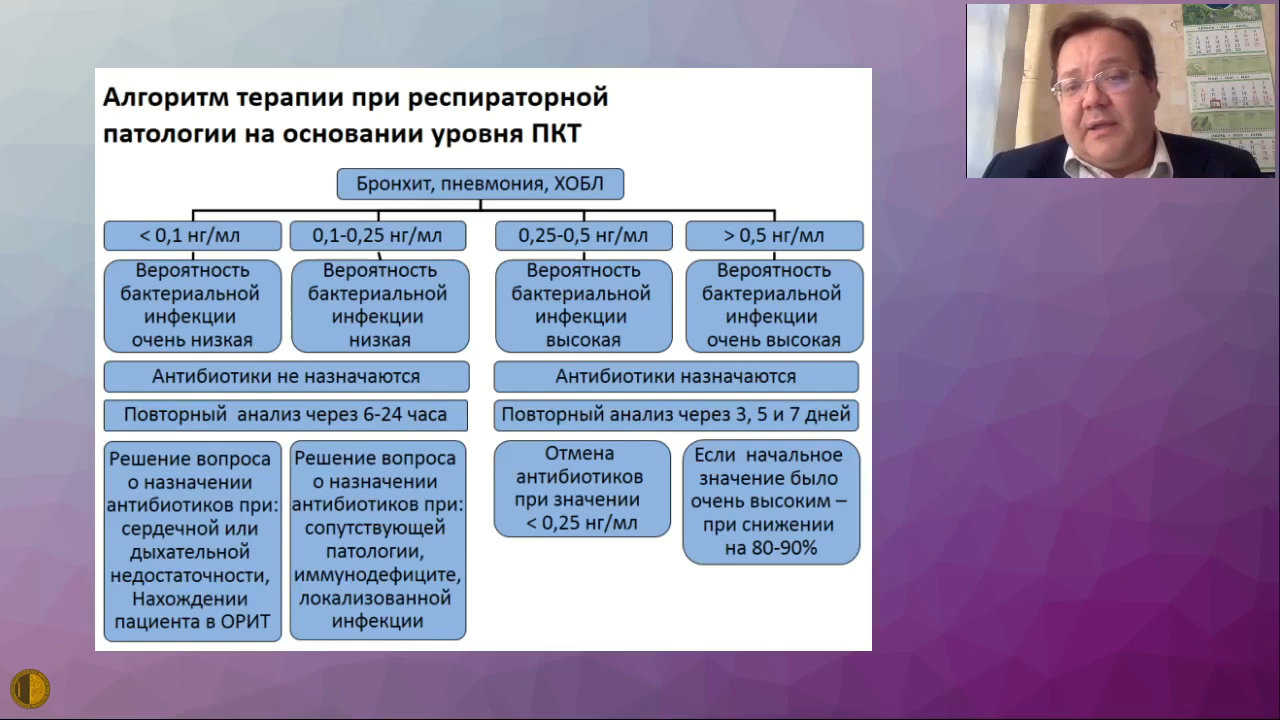 Алгоритм терапии при респираторной
патологии на основании уровня ПКТ
Бронхит, пневмония, ХОБЛ
< 0,1 нг/мл
0,1-0,25 нг/мл
0,25-0,5 нг/мл
> 0,5 нг/мл
Вероятность
бактериальной
инфекции
очень низкая
Вероятность
бактериальной
инфекции
низкая
Вероятность
бактериальной
инфекции
высокая
Вероятность
бактериальной
инфекции
очень высокая
Антибиотики не назначаются
Антибиотики назначаются
Повторный анализ через 6-24 часа
Повторный анализ через 3, 5 и 7 дней
Решение вопроса
о назначении
антибиотиков при:
сердечной или
дыхательной
недостаточности,
Нахождении
пациента в ОРИТ
Решение вопроса
о назначении
антибиотиков при:
сопутствующей
патологии,
иммунодефиците,
локализованной
инфекции
Отмена
антибиотиков
при значении
< 0,25 нг/мл
Если начальное
значение было
очень высоким –
при снижении
на 80-90%